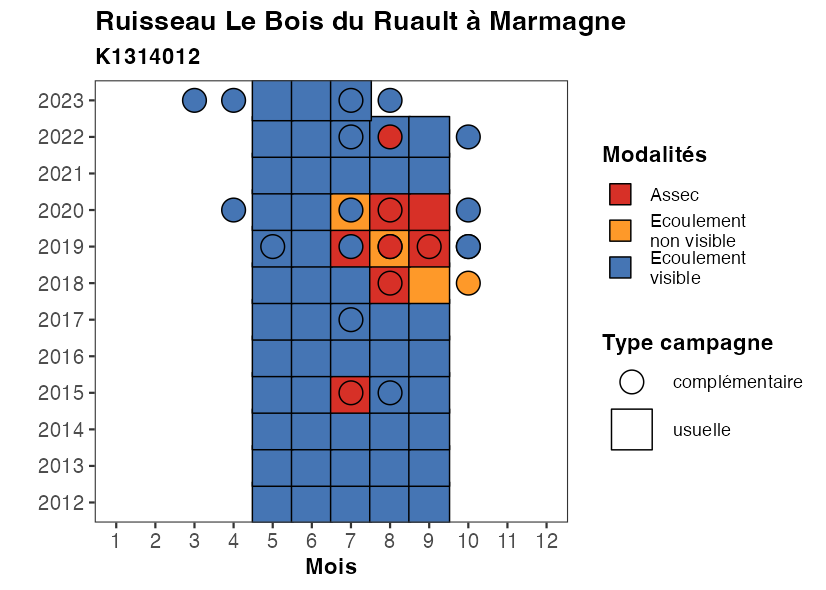 Ruisseau Le Bois du Ruault à Marmagne
K1314012
2023
2022
2021
2020
2019
2018
2017
2016
2015
2014
2013
2012
1 2 3 4 5 6 7 8 9 10 11 12
Mois
Modalités
Assec
Ecoulement
non visible
Ecoulement
visible
Type campagne
complémentaire
usuelle